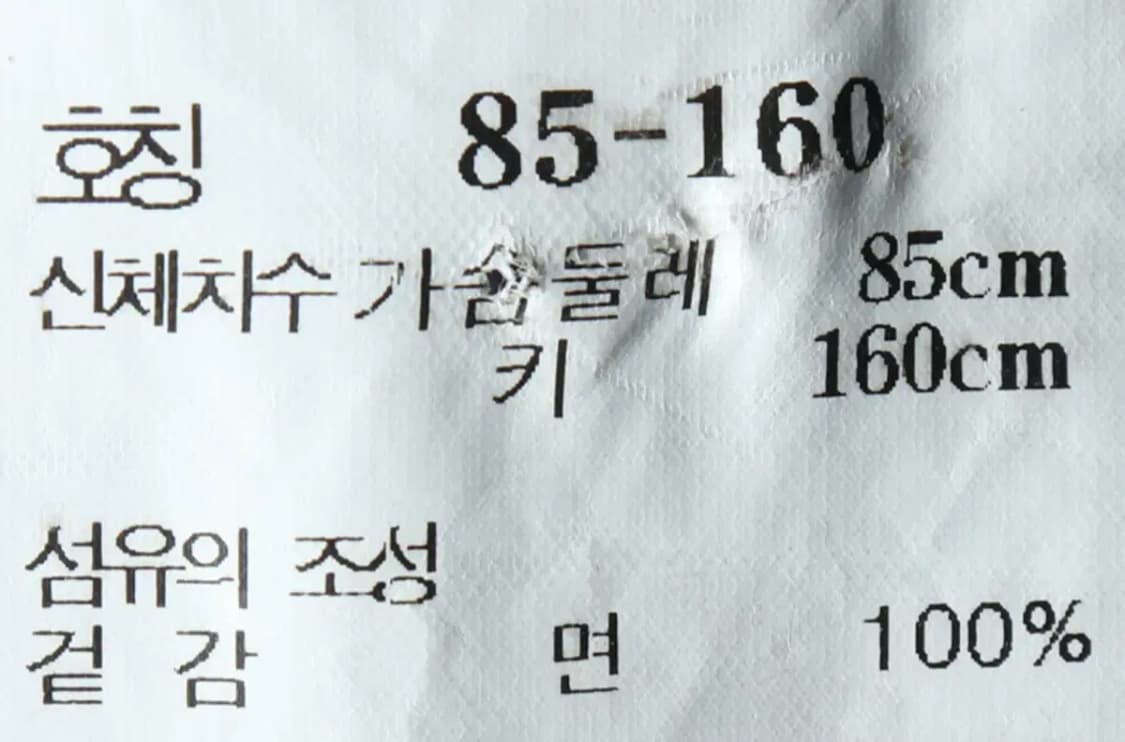 호칭 85-160
신체치수 가슴둘레 85cm
키 160cm
섬유의 조성
겉감 면 100%